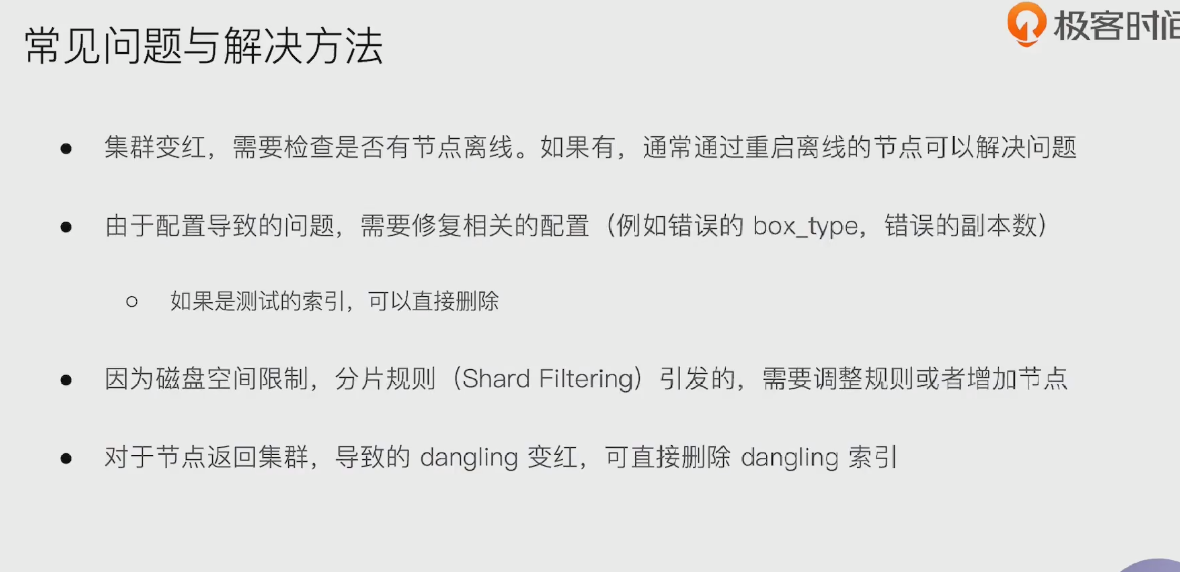 极客时间
常见问题与解决方法
● 集群变红，需要检查是否有节点离线。如果有，通常通过重启离线的节点可以解决问题
● 由于配置导致的问题，需要修复相关的配置（例如错误的 box_type，错误的副本数）
○ 如果是测试的索引，可以直接删除
● 因为磁盘空间限制，分片规则（Shard Filtering）引发的，需要调整规则或者增加节点
● 对于节点返回集群，导致的 dangling 变红，可直接删除 dangling 索引